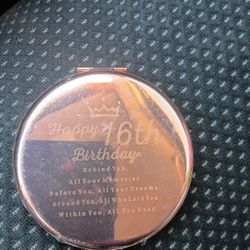 Happy 16th
Birthday
Behind You,
All Your Memories
Before You, All Your Dreams,
Around You, All Who Love You
Within You, All You Need